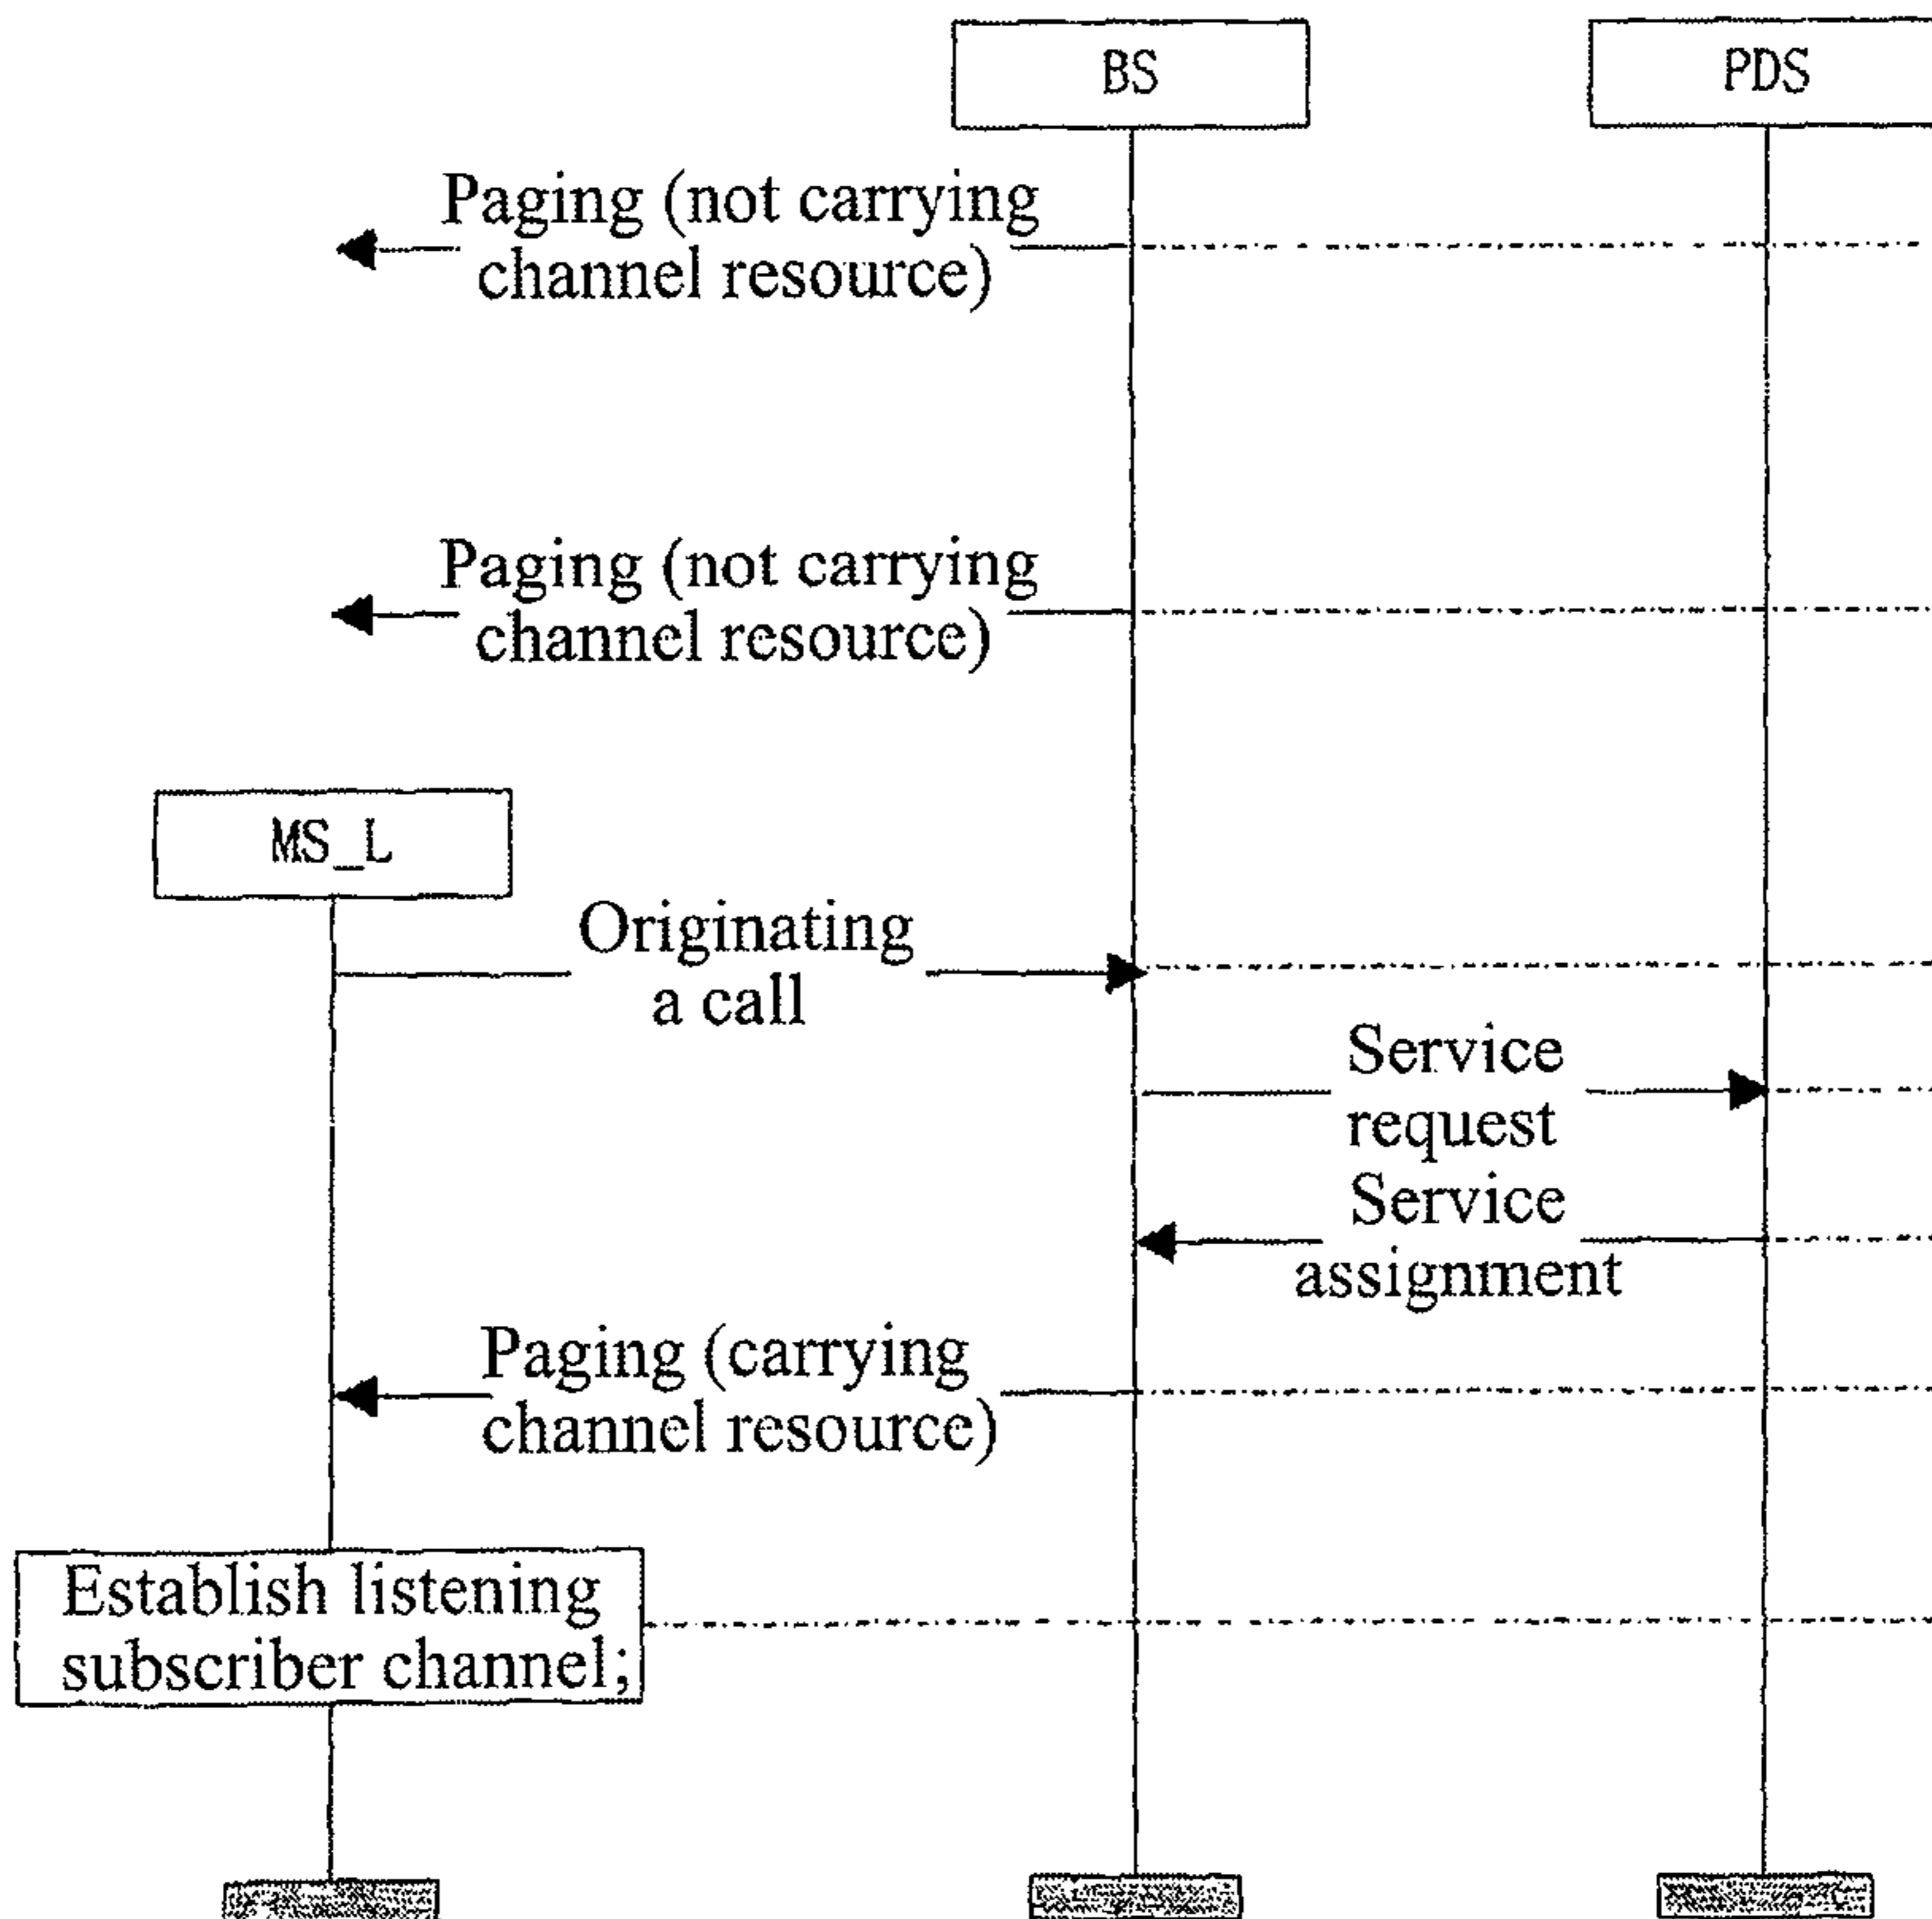 BS
PDS
Paging (not carrying
channel resource)
Paging (not carrying
channel resource)
MS_L
Originating
a call
Service
request
Service
assignment
Paging (carrying
channel resource)
Establish listening
subscriber channel;